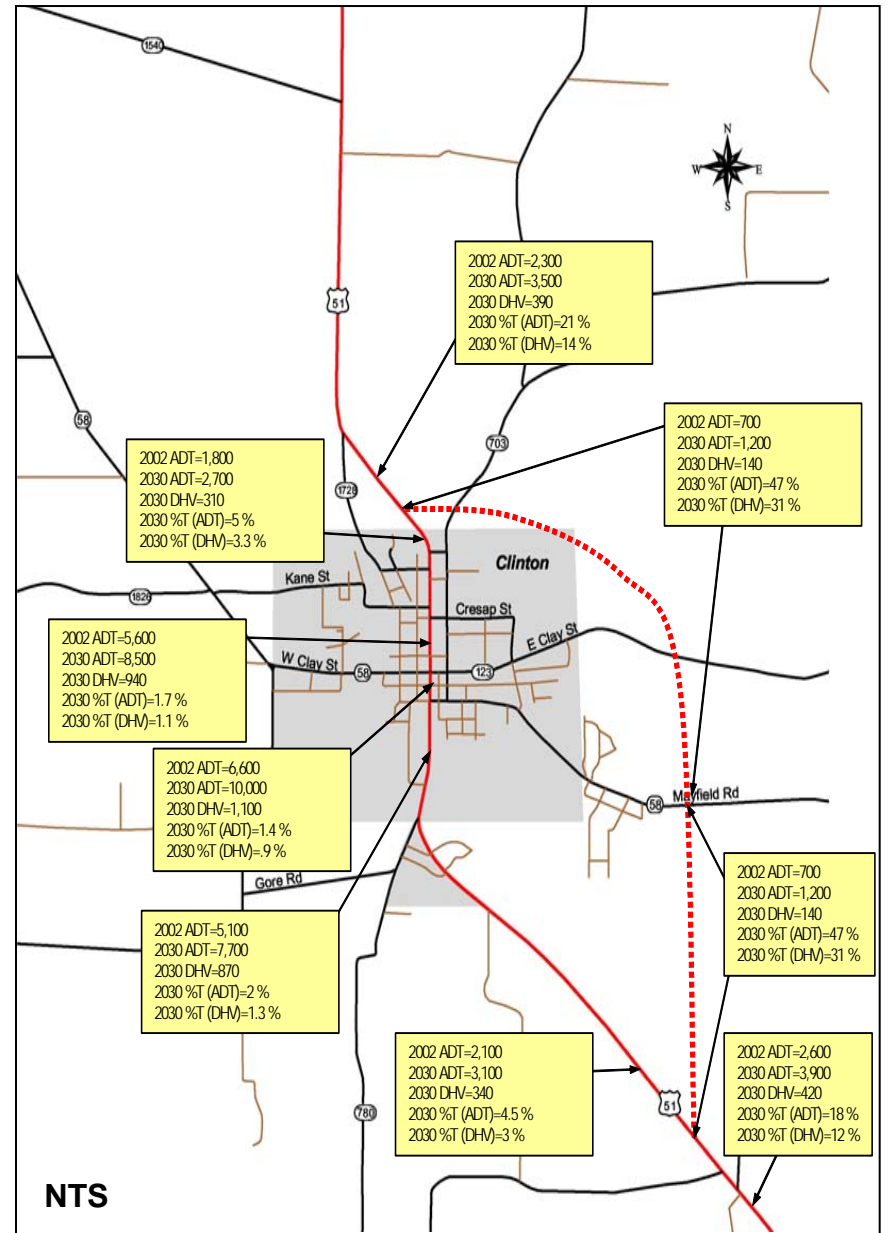 1540
N
W E
S
2002 ADT=2,300
2030 ADT=3,500
2030 DHV=390
2030 %T (ADT)=21 %
2030 %T (DHV)=14 %
51
58
703
2002 ADT=700
2030 ADT=1,200
2030 DHV=140
2030 %T (ADT)=47 %
2030 %T (DHV)=31 %
2002 ADT=1,800
2030 ADT=2,700
2030 DHV=310
2030 %T (ADT)=5 %
2030 %T (DHV)=3.3 %
1728
Clinton
Kane St
1826
Cresap St
E Clay St
W Clay St
58
123
2002 ADT=5,600
2030 ADT=8,500
2030 DHV=940
2030 %T (ADT)=1.7 %
2030 %T (DHV)=1.1 %
2002 ADT=6,600
2030 ADT=10,000
2030 DHV=1,100
2030 %T (ADT)=1.4 %
2030 %T (DHV)=.9 %
58
Mayfield Rd
Gore Rd
2002 ADT=700
2030 ADT=1,200
2030 DHV=140
2030 %T (ADT)=47 %
2030 %T (DHV)=31 %
2002 ADT=5,100
2030 ADT=7,700
2030 DHV=870
2030 %T (ADT)=2 %
2030 %T (DHV)=1.3 %
2002 ADT=2,100
2030 ADT=3,100
2030 DHV=340
2030 %T (ADT)=4.5 %
2030 %T (DHV)=3 %
51
2002 ADT=2,600
2030 ADT=3,900
2030 DHV=420
2030 %T (ADT)=18 %
2030 %T (DHV)=12 %
780
NTS